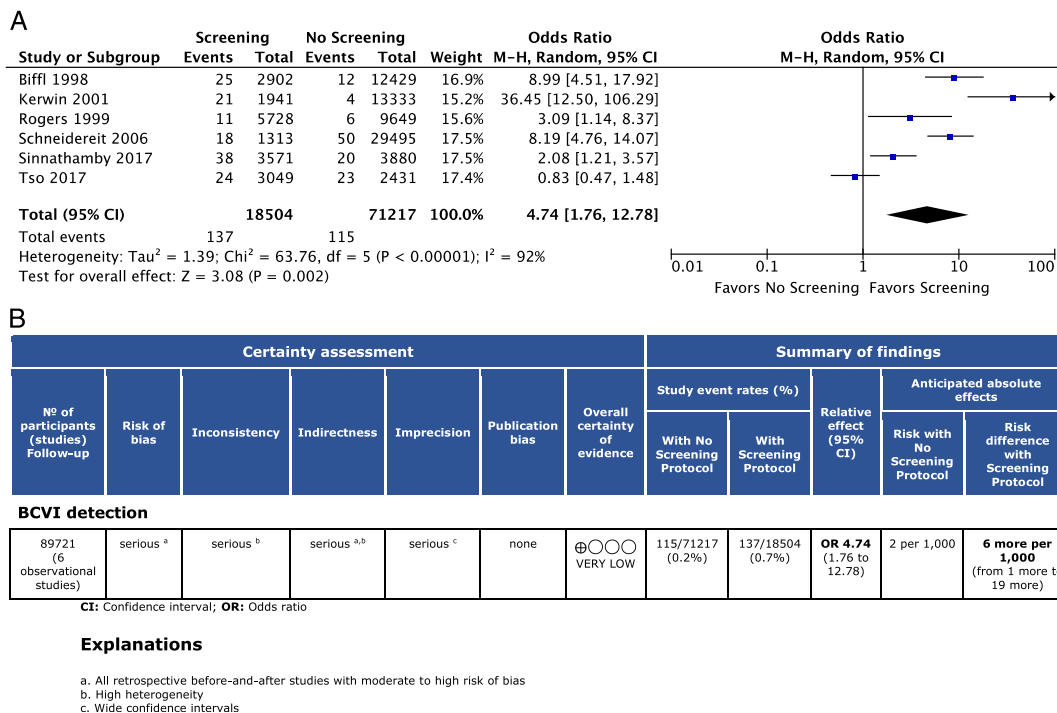 A
Screening No Screening Odds Ratio Odds Ratio
Study or Subgroup Events Total Events Total Weight M-H, Random, 95% CI M-H, Random, 95% CI
Biffl 1998 25 2902 12 12429 16.9% 8.99 [4.51, 17.92]
Kerwin 2001 21 1941 4 13333 15.2% 36.45 [12.50, 106.29]
Rogers 1999 11 5728 6 9649 15.6% 3.09 [1.14, 8.37]
Schneidereit 2006 18 1313 50 29495 17.5% 8.19 [4.76, 14.07]
Sinnathamby 2017 38 3571 20 3880 17.5% 2.08 [1.21, 3.57]
Tso 2017 24 3049 23 2431 17.4% 0.83 [0.47, 1.48]
Total (95% CI) 18504 71217 100.0% 4.74 [1.76, 12.78]
Total events 137 115
Heterogeneity: Tau² = 1.39; Chi² = 63.76, df = 5 (P < 0.00001); I² = 92%
Test for overall effect: Z = 3.08 (P = 0.002)
0.01 0.1 1 10 100
Favors No Screening Favors Screening
B
Certainty assessment
Summary of findings
№ of
participants
(studies)
Follow-up
Risk of
bias
Inconsistency
Indirectness
Imprecision
Publication
bias
Overall
certainty
of
evidence
Study event rates (%)
With No
Screening
Protocol
With
Screening
Protocol
Relative
effect
(95%
CI)
Anticipated absolute
effects
Risk with
No
Screening
Protocol
Risk
difference
with
Screening
Protocol
BCVI detection
89721
(6
observational
studies)
serious a
serious b
serious a,b
serious c
none
⨁◯◯◯
VERY LOW
115/71217
(0.2%)
137/18504
(0.7%)
OR 4.74
(1.76 to
12.78)
2 per 1,000
6 more per
1,000
(from 1 more
19 more)
CI: Confidence interval; OR: Odds ratio
Explanations
a. All retrospective before-and-after studies with moderate to high risk of bias
b. High heterogeneity
c. Wide confidence intervals